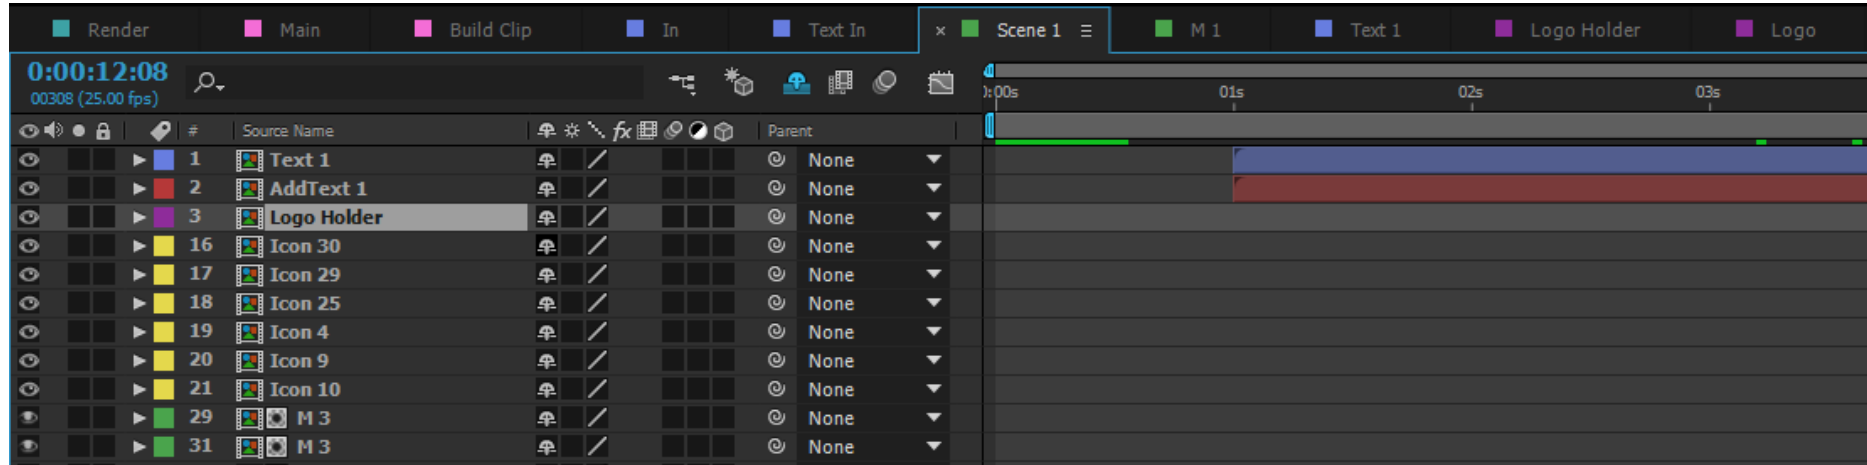 Render Main Build Clip In Text In × Scene 1 ≡ M 1 Text 1 Logo Holder Logo
0:00:12:08
00308 (25.00 fps)
):00s 01s 02s 03s
# Source Name fx Parent
1 Text 1 None
2 AddText 1 None
3 Logo Holder None
16 Icon 30 None
17 Icon 29 None
18 Icon 25 None
19 Icon 4 None
20 Icon 9 None
21 Icon 10 None
29 M 3 None
31 M 3 None